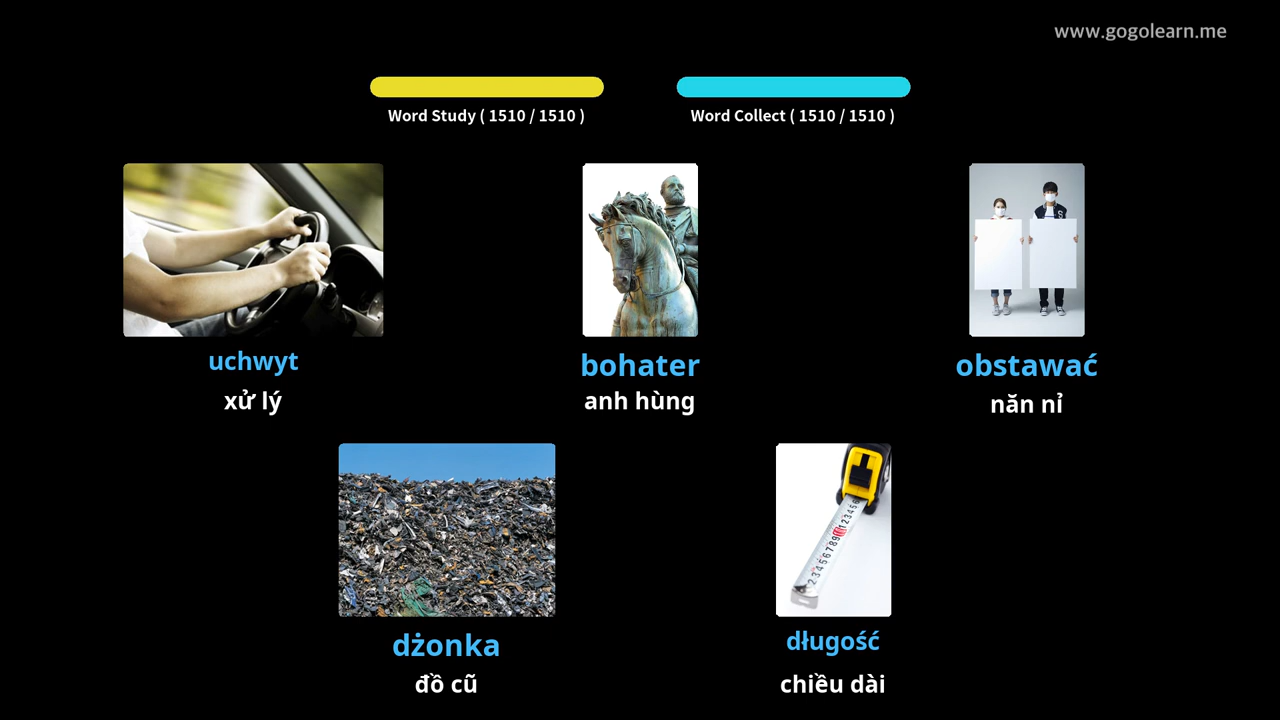 www.gogolearn.me
Word Study ( 1510 / 1510 )
Word Collect ( 1510 / 1510 )
uchwyt
xử lý
bohater
anh hùng
obstawać
năn nỉ
dżonka
đồ cũ
długość
chiều dài